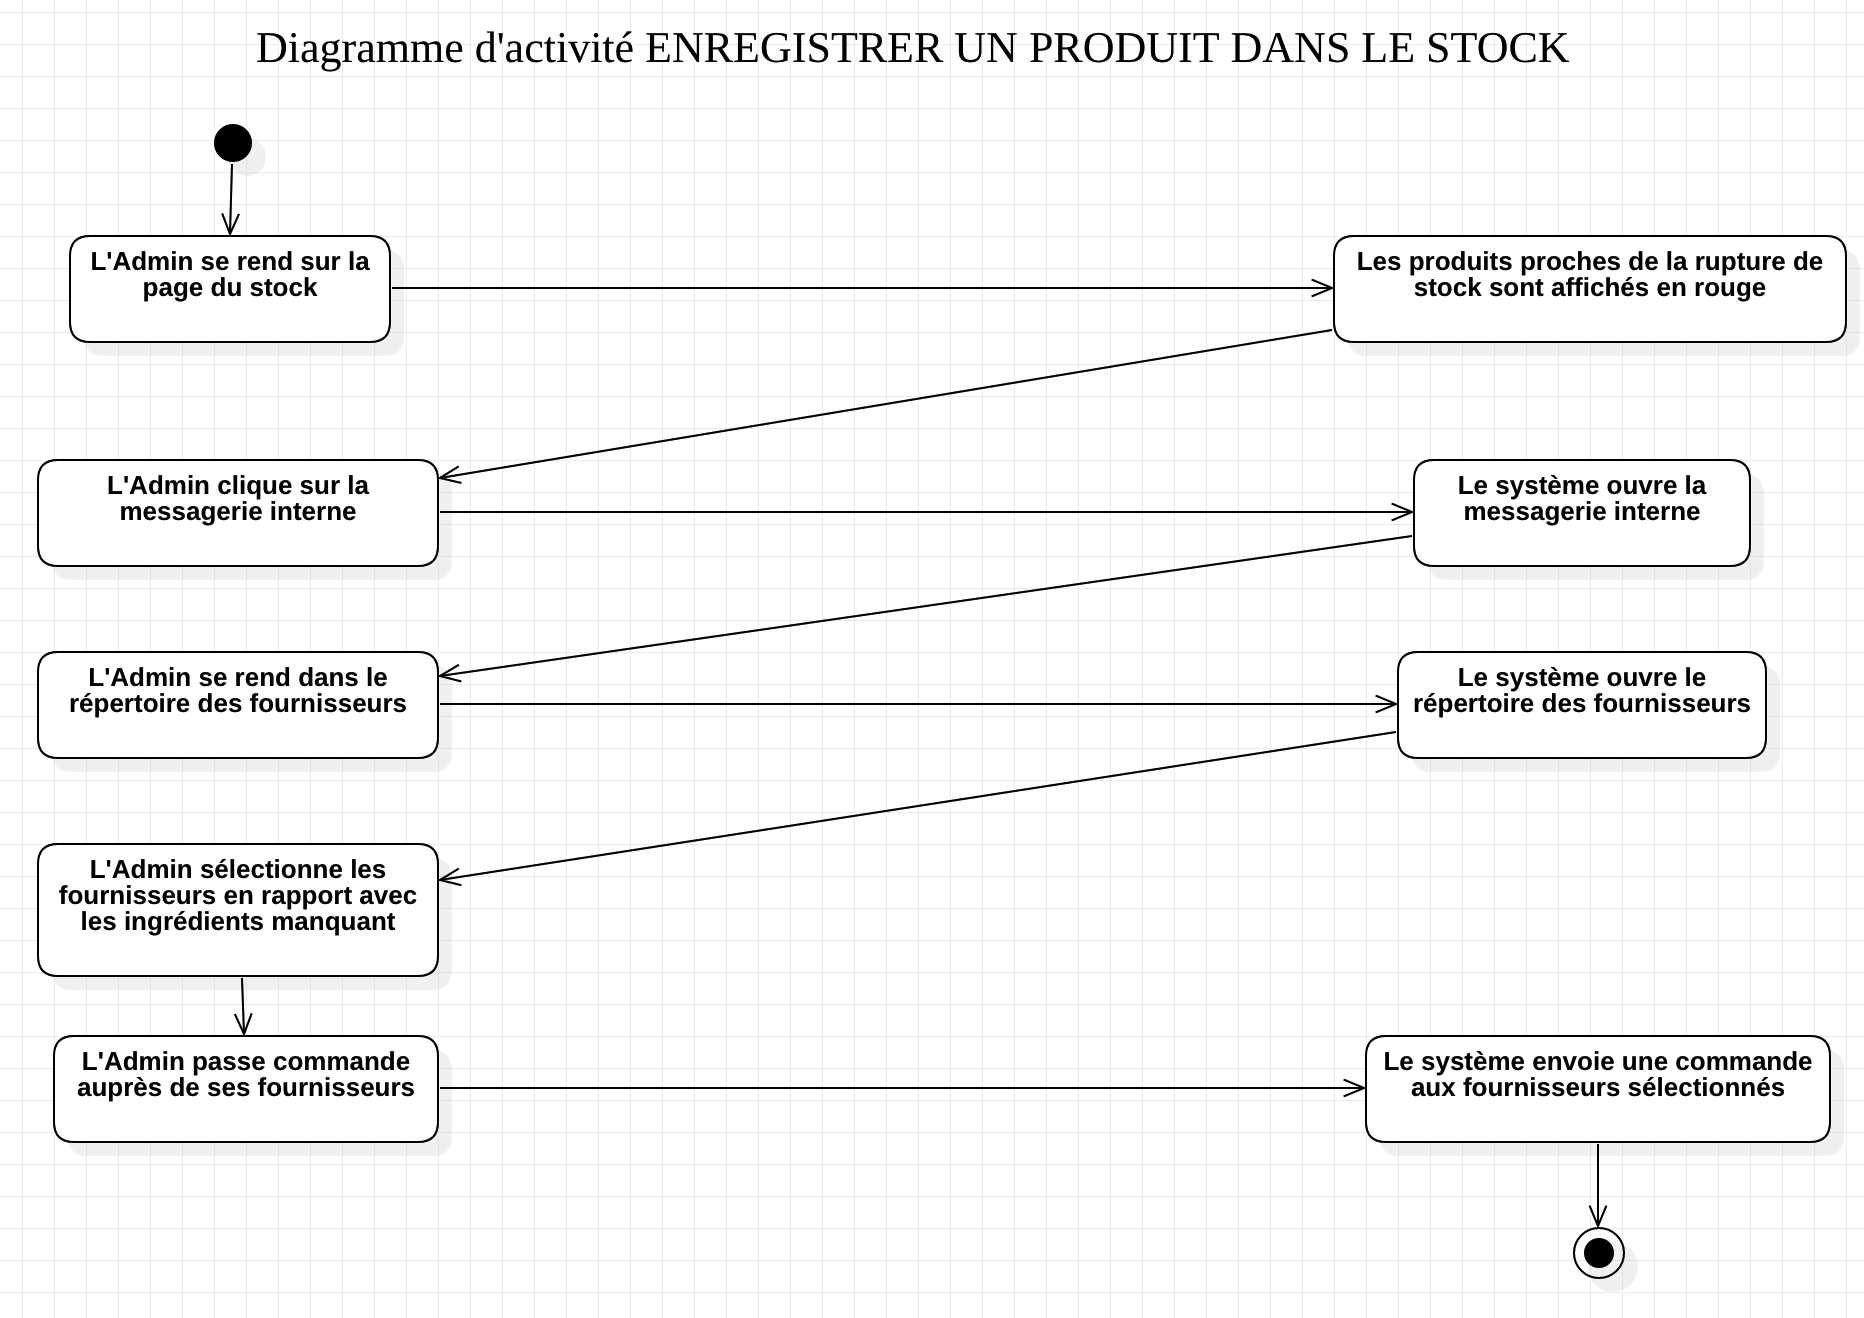 Diagramme d'activité ENREGISTRER UN PRODUIT DANS LE STOCK
L'Admin se rend sur la
page du stock
Les produits proches de la rupture de
stock sont affichés en rouge
L'Admin clique sur la
messagerie interne
Le système ouvre la
messagerie interne
L'Admin se rend dans le
répertoire des fournisseurs
Le système ouvre le
répertoire des fournisseurs
L'Admin sélectionne les
fournisseurs en rapport avec
les ingrédients manquant
L'Admin passe commande
auprès de ses fournisseurs
Le système envoie une commande
aux fournisseurs sélectionnés